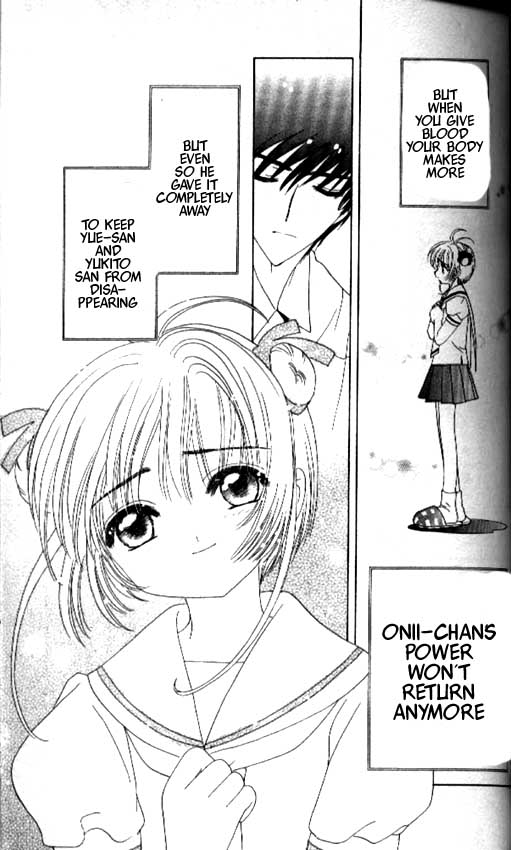 BUT
WHEN
YOU GIVE
BLOOD
YOUR BODY
MAKES
MORE
ONII-CHANS
POWER
WON'T
RETURN
ANYMORE
BUT
EVEN
SO HE
GAVE IT
COMPLETELY
AWAY
TO KEEP
YUE-SAN
AND
YUKITO
SAN FROM
DISA-
PPEARING